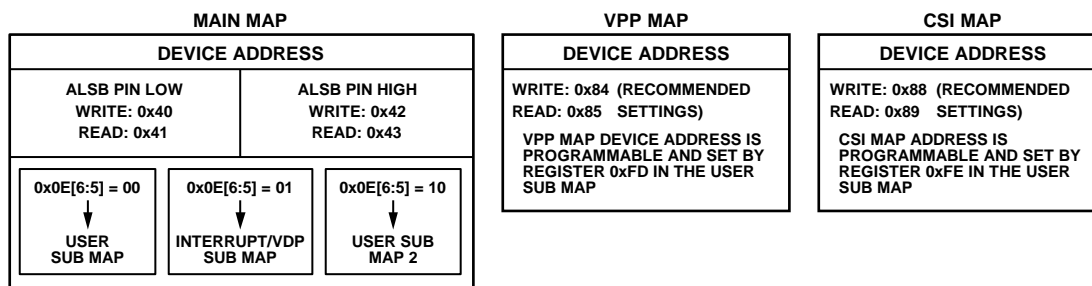 MAIN MAP
DEVICE ADDRESS
ALSB PIN LOW
WRITE: 0x40
READ: 0x41
ALSB PIN HIGH
WRITE: 0x42
READ: 0x43
0x0E[6:5] = 00
USER
SUB MAP
0x0E[6:5] = 01
INTERRUPT/VDP
SUB MAP
0x0E[6:5] = 10
USER SUB
MAP 2
VPP MAP
DEVICE ADDRESS
WRITE: 0x84 (RECOMMENDED
READ: 0x85 SETTINGS)
VPP MAP DEVICE ADDRESS IS
PROGRAMMABLE AND SET BY
REGISTER 0xFD IN THE USER
SUB MAP
CSI MAP
DEVICE ADDRESS
WRITE: 0x88 (RECOMMENDED
READ: 0x89 SETTINGS)
CSI MAP ADDRESS IS
PROGRAMMABLE AND SET BY
REGISTER 0xFE IN THE USER
SUB MAP